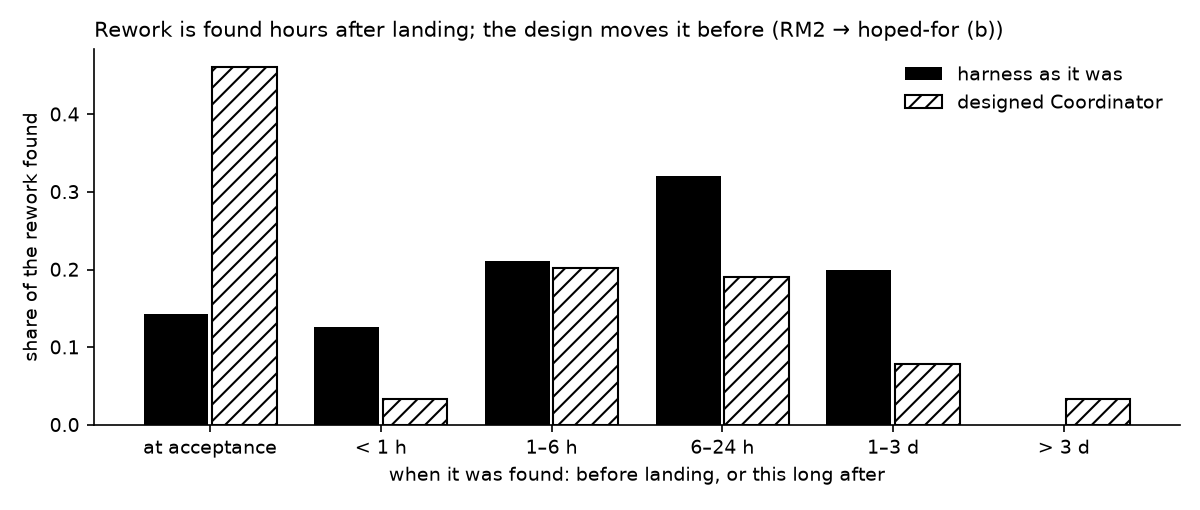 Rework is found hours after landing; the design moves it before (RM2 → hoped-for (b))
harness as it was
designed Coordinator
share of the rework found
0.4
0.3
0.2
0.1
0.0
at acceptance
< 1 h
1–6 h
6–24 h
1–3 d
> 3 d
when it was found: before landing, or this long after